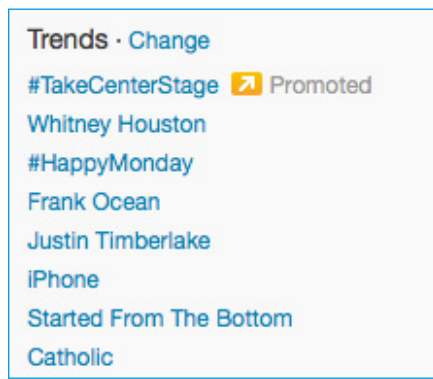 Trends · Change
#TakeCenterStage Promoted
Whitney Houston
#HappyMonday
Frank Ocean
Justin Timberlake
iPhone
Started From The Bottom
Catholic